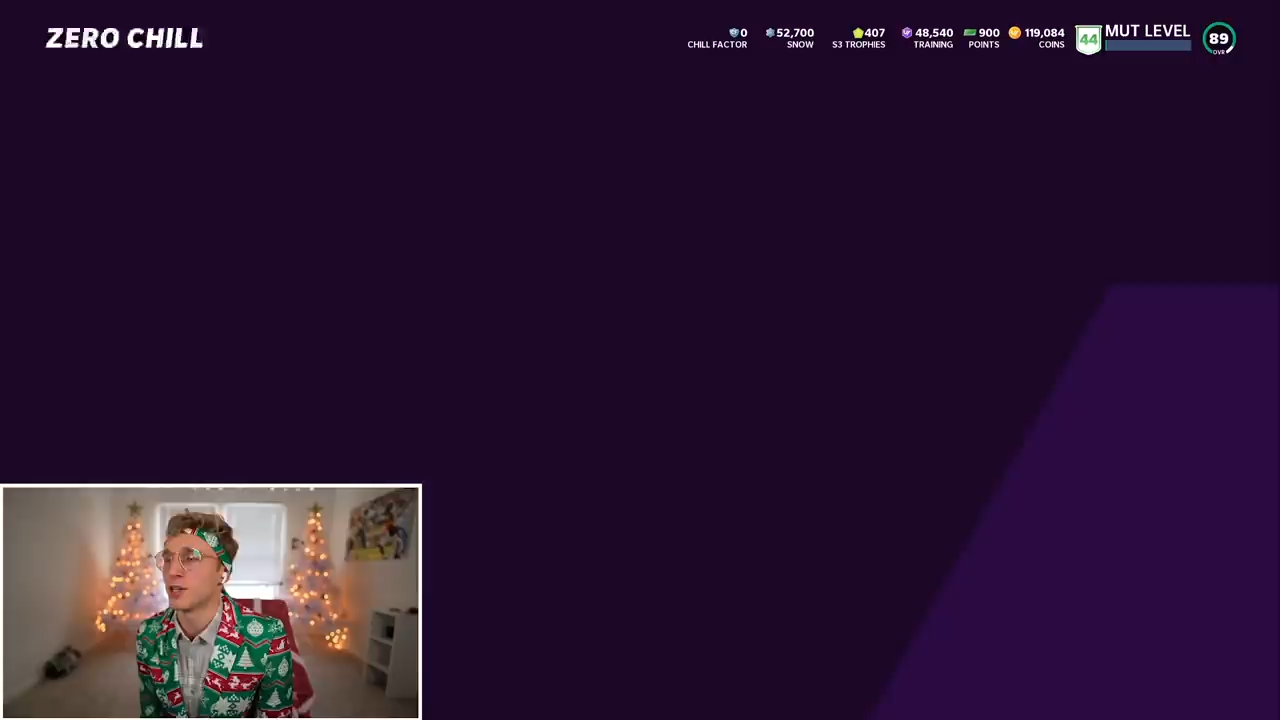 ZERO CHILL
0 52,700 407 48,540 900 119,084
CHILL FACTOR SNOW S3 TROPHIES TRAINING POINTS COINS
44 MUT LEVEL
89
OVR